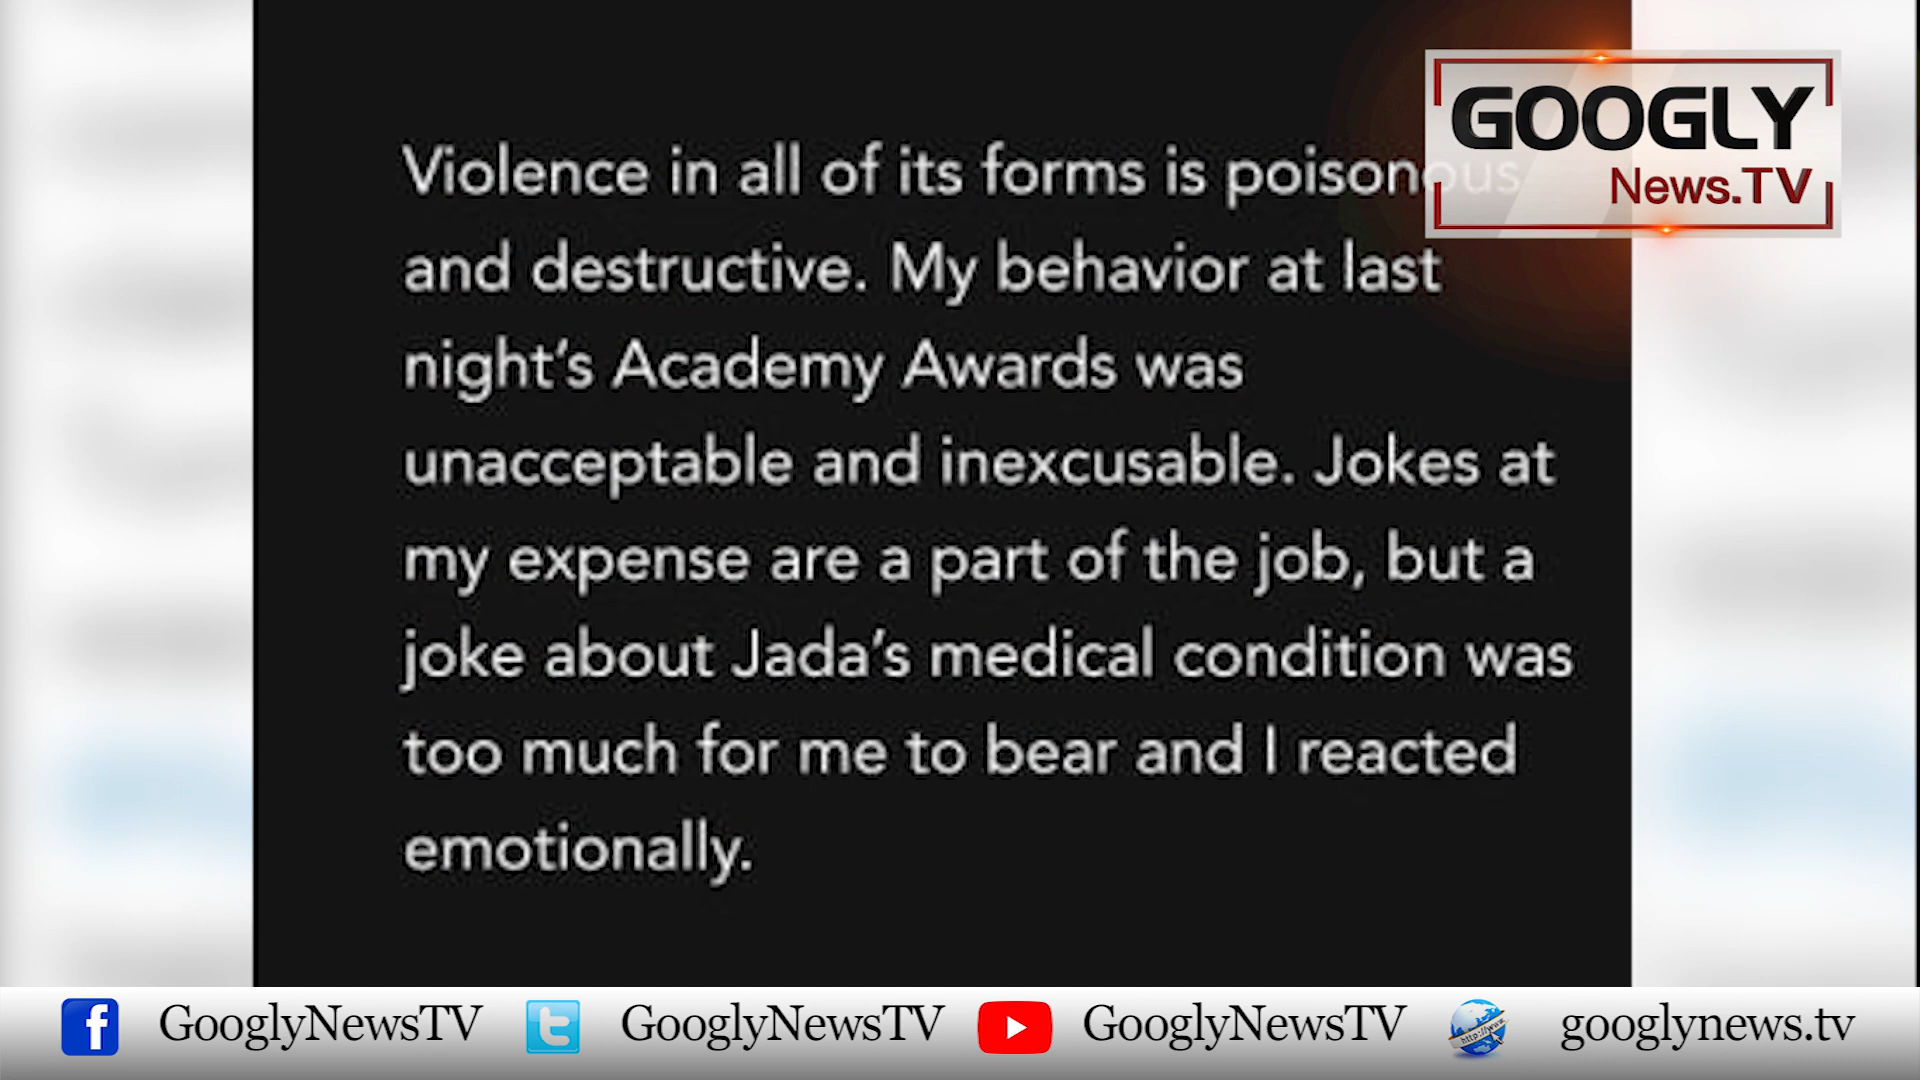 GOOGLY
News.TV
Violence in all of its forms is poisonous
and destructive. My behavior at last
night's Academy Awards was
unacceptable and inexcusable. Jokes at
my expense are a part of the job, but a
joke about Jada's medical condition was
too much for me to bear and I reacted
emotionally.
GooglyNewsTV
GooglyNewsTV
GooglyNewsTV
http://www.
googlynews.tv